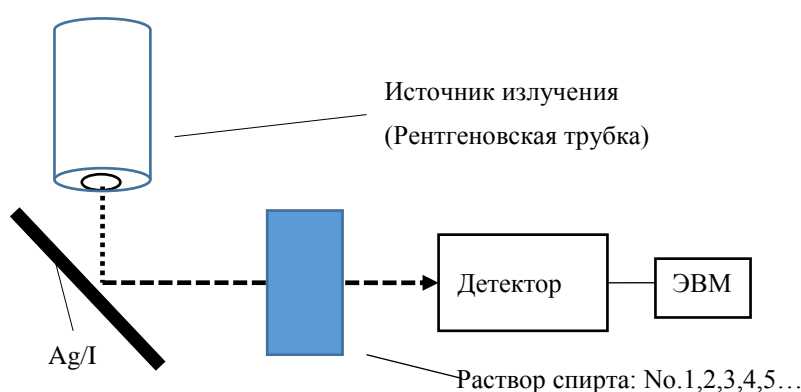 Источник излучения
(Рентгеновская трубка)
Детектор
ЭВМ
Ag/I
Раствор спирта: No.1,2,3,4,5…